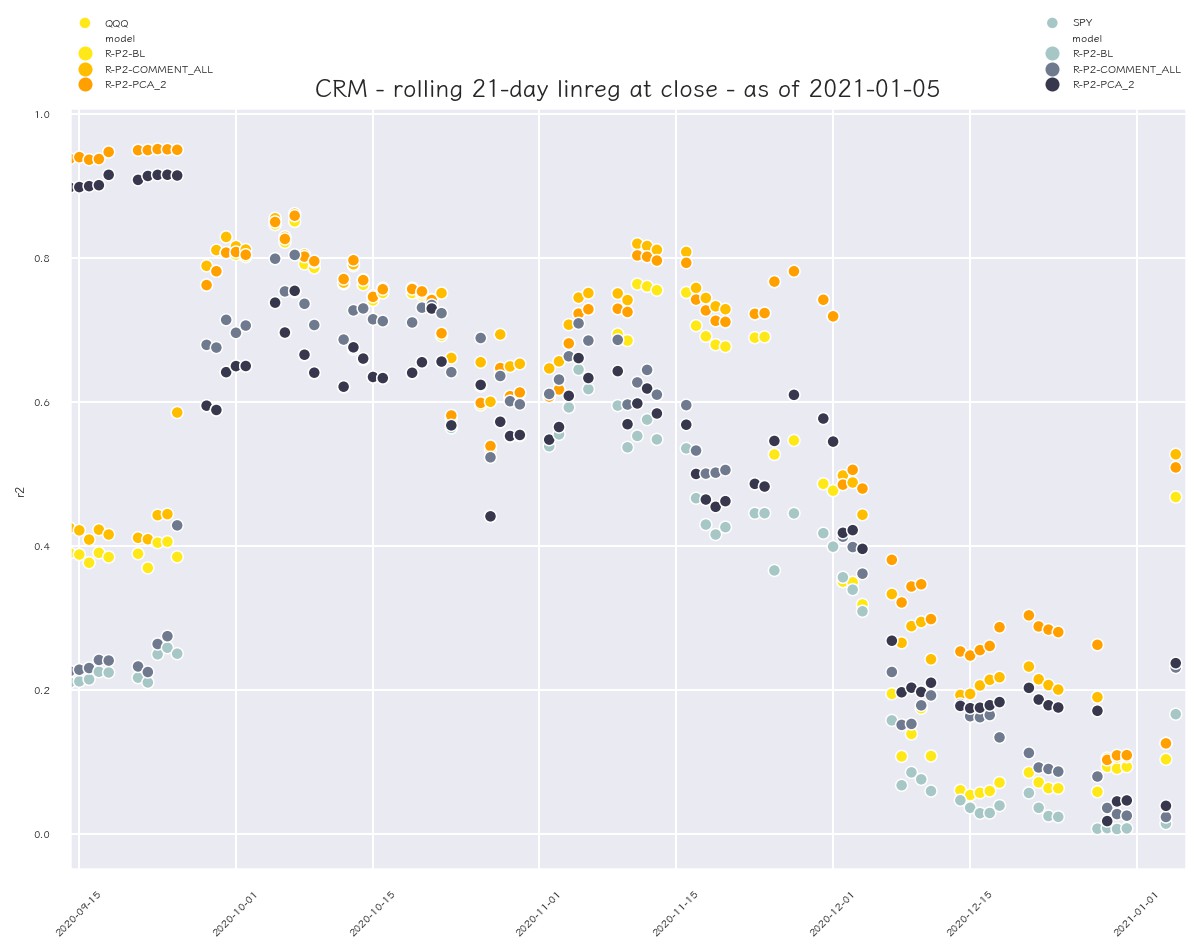 QQQ
model
R-P2-BL
R-P2-COMMENT_ALL
R-P2-PCA_2
SPY
model
R-P2-BL
R-P2-COMMENT_ALL
R-P2-PCA_2
CRM - rolling 21-day linreg at close - as of 2021-01-05
1.0
0.8
0.6
r2
0.4
0.2
0.0
2020-09-15
2020-10-01
2020-10-15
2020-11-01
2020-11-15
2020-12-01
2020-12-15
2021-01-01